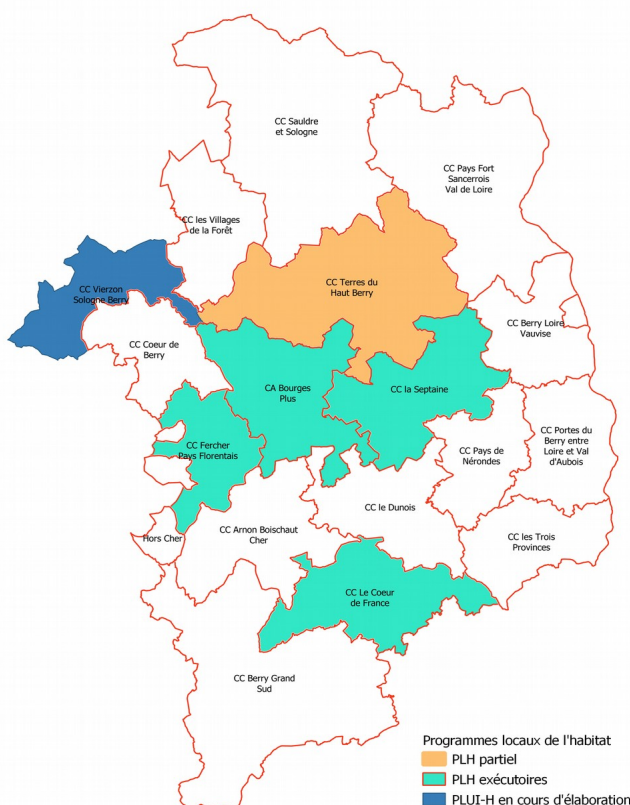 CC Sauldre
et Sologne
CC Pays Fort
Sancerrois
Val de Loire
CC les Villages
de la Forêt
CC Terres du
Haut Berry
CC Vierzon
Sologne Berry
CC Berry Loire
Vauvise
CC Coeur de
Berry
CA Bourges
Plus
CC la Septaine
CC Fercher
Pays Florentais
CC Pays de
Nérondes
CC Portes du
Berry entre
Loire et Val
d'Aubois
CC le Dunois
Hors Cher
CC Arnon Boischaut
Cher
CC les Trois
Provinces
CC Le Coeur
de France
CC Berry Grand
Sud
Programmes locaux de l'habitat
PLH partiel
PLH exécutoires
PLUI-H en cours d'élaboration